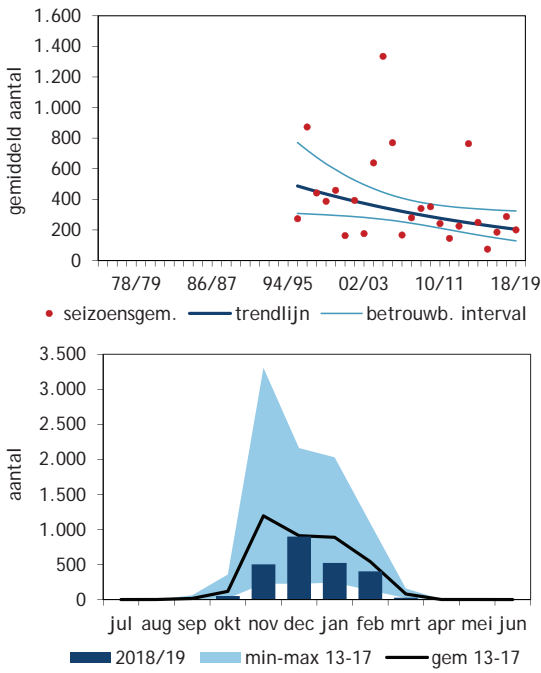 1.600
1.400
1.200
1.000
800
600
400
200
0
gemiddeld aantal
78/79 86/87 94/95 02/03 10/11 18/19
seizoensgem. trendlijn betrouwb. interval
3.500
3.000
2.500
2.000
1.500
1.000
500
0
aantal
jul aug sep okt nov dec jan feb mrt apr mei jun
2018/19 min-max 13-17 gem 13-17